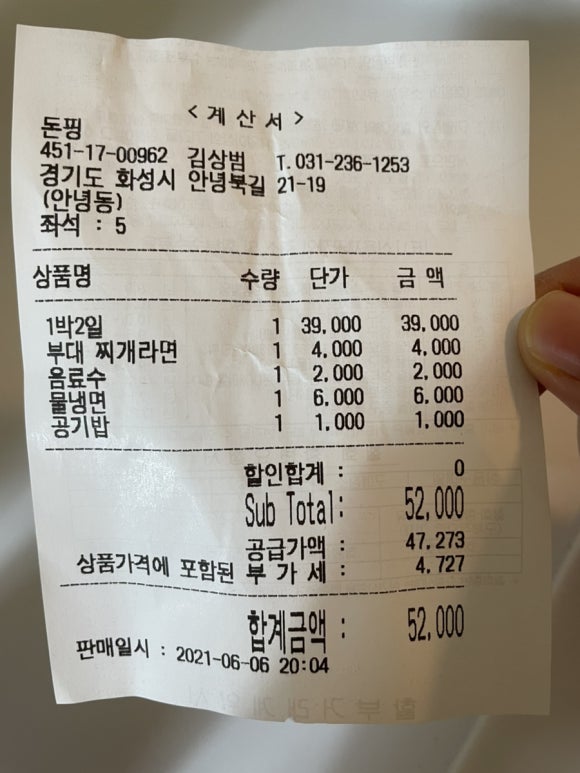 <계산서>
돈핑
451-17-00962 김상범 T.031-236-1253
경기도 화성시 안녕북길 21-19
(안녕동)
좌석 : 5
상품명 수량 단가 금 액
1박2일 1 39,000 39,000
부대 찌개라면 1 4,000 4,000
음료수 1 2,000 2,000
물냉면 1 6,000 6,000
공기밥 1 1,000 1,000
할인합계 : 0
Sub Total: 52,000
공급가액 : 47,273
상품가격에 포함된 부 가 세 : 4,727
합계금액 : 52,000
판매일시 : 2021-06-06 20:04